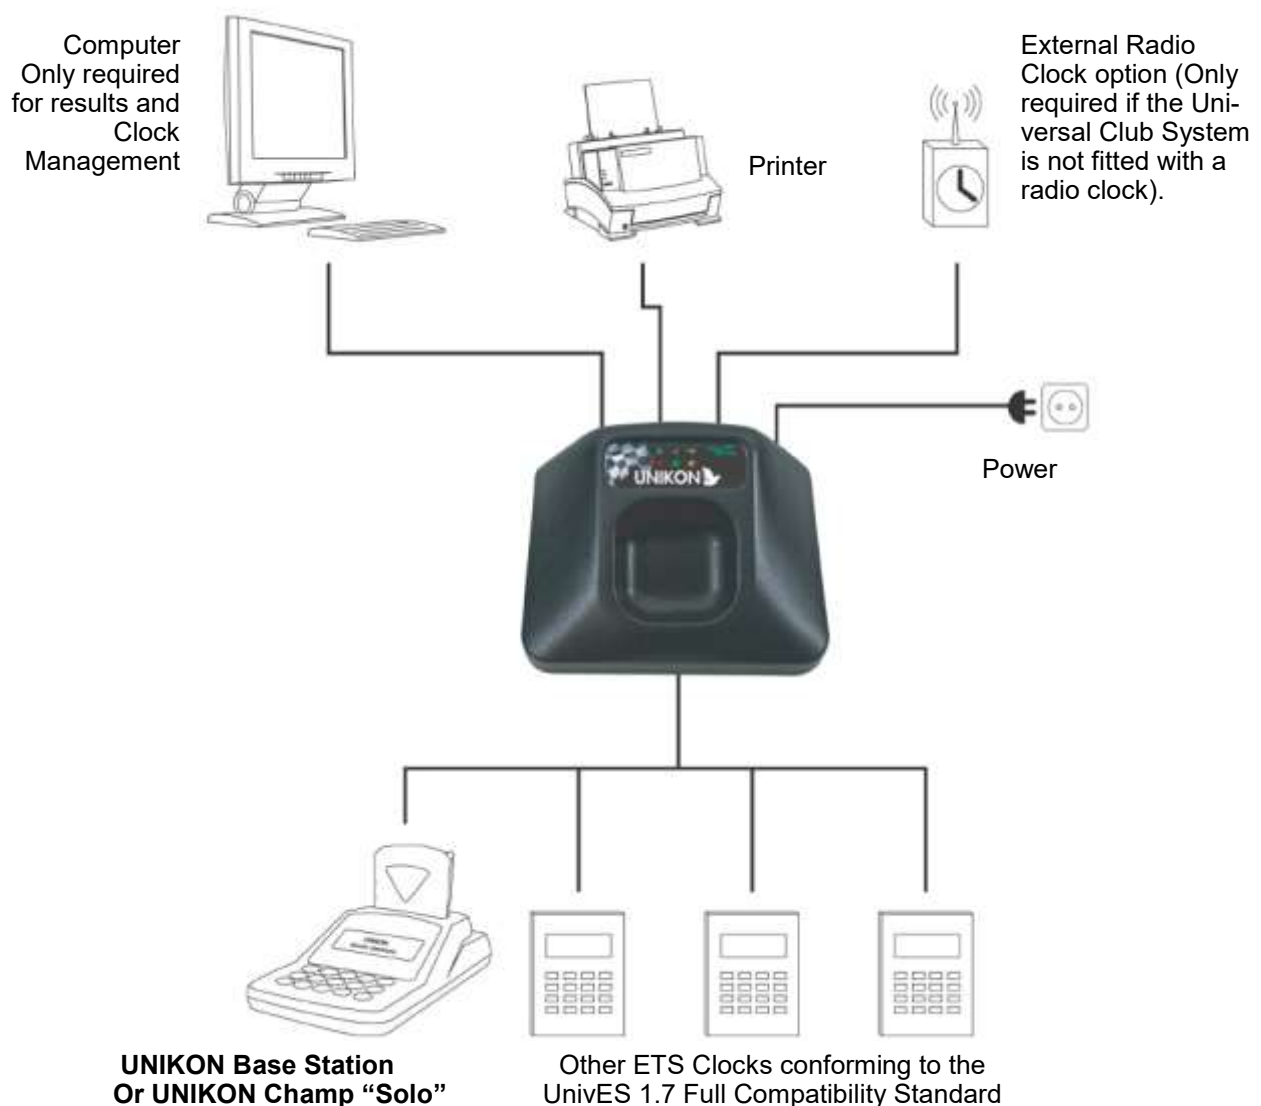 Computer
Only required
for results and
Clock
Management
Printer
External Radio
Clock option (Only
required if the Uni-
versal Club System
is not fitted with a
radio clock).
Power
UNIKON
UNIKON Base Station
Or UNIKON Champ “Solo”
Other ETS Clocks conforming to the
UnivES 1.7 Full Compatibility Standard